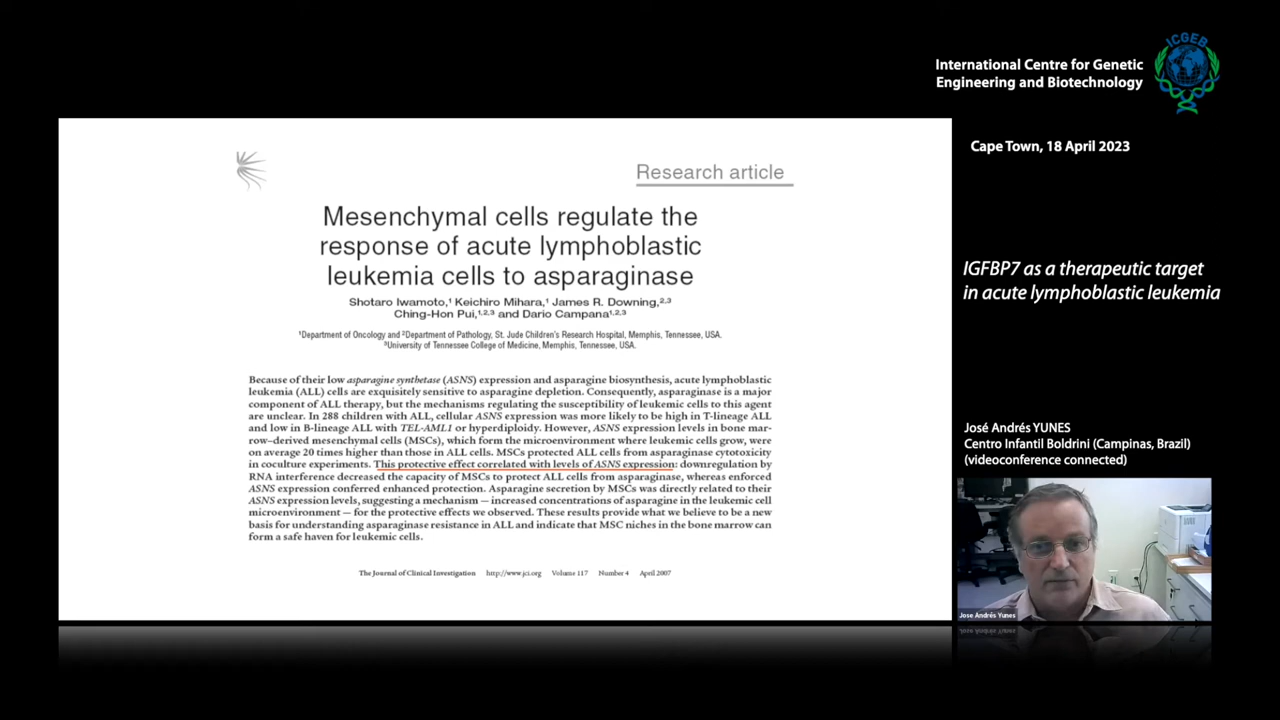 ICGEB
International Centre for Genetic
Engineering and Biotechnology
Cape Town, 18 April 2023
Research article
Mesenchymal cells regulate the
response of acute lymphoblastic
leukemia cells to asparaginase
Shotaro Iwamoto,1 Keichiro Mihara,1 James R. Downing,2,3
Ching-Hon Pui,1,2,3 and Dario Campana1,2,3
1Department of Oncology and 2Department of Pathology, St. Jude Children's Research Hospital, Memphis, Tennessee, USA.
3University of Tennessee College of Medicine, Memphis, Tennessee, USA.
Because of their low asparagine synthetase (ASNS) expression and asparagine biosynthesis, acute lymphoblastic
leukemia (ALL) cells are exquisitely sensitive to asparagine depletion. Consequently, asparaginase is a major
component of ALL therapy, but the mechanisms regulating the susceptibility of leukemic cells to this agent
are unclear. In 288 children with ALL, cellular ASNS expression was more likely to be high in T-lineage ALL
and low in B-lineage ALL with TEL-AML1 or hyperdiploidy. However, ASNS expression levels in bone mar-
row–derived mesenchymal cells (MSCs), which form the microenvironment where leukemic cells grow, were
on average 20 times higher than those in ALL cells. MSCs protected ALL cells from asparaginase cytotoxicity
in coculture experiments. This protective effect correlated with levels of ASNS expression: downregulation by
RNA interference decreased the capacity of MSCs to protect ALL cells from asparaginase, whereas enforced
ASNS expression conferred enhanced protection. Asparagine secretion by MSCs was directly related to their
ASNS expression levels, suggesting a mechanism — increased concentrations of asparagine in the leukemic cell
microenvironment — for the protective effects we observed. These results provide what we believe to be a new
basis for understanding asparaginase resistance in ALL and indicate that MSC niches in the bone marrow can
form a safe haven for leukemic cells.
The Journal of Clinical Investigation http://www.jci.org Volume 117 Number 4 April 2007
IGFBP7 as a therapeutic target
in acute lymphoblastic leukemia
José Andrés YUNES
Centro Infantil Boldrini (Campinas, Brazil)
(videoconference connected)
Jose Andrés Yunes